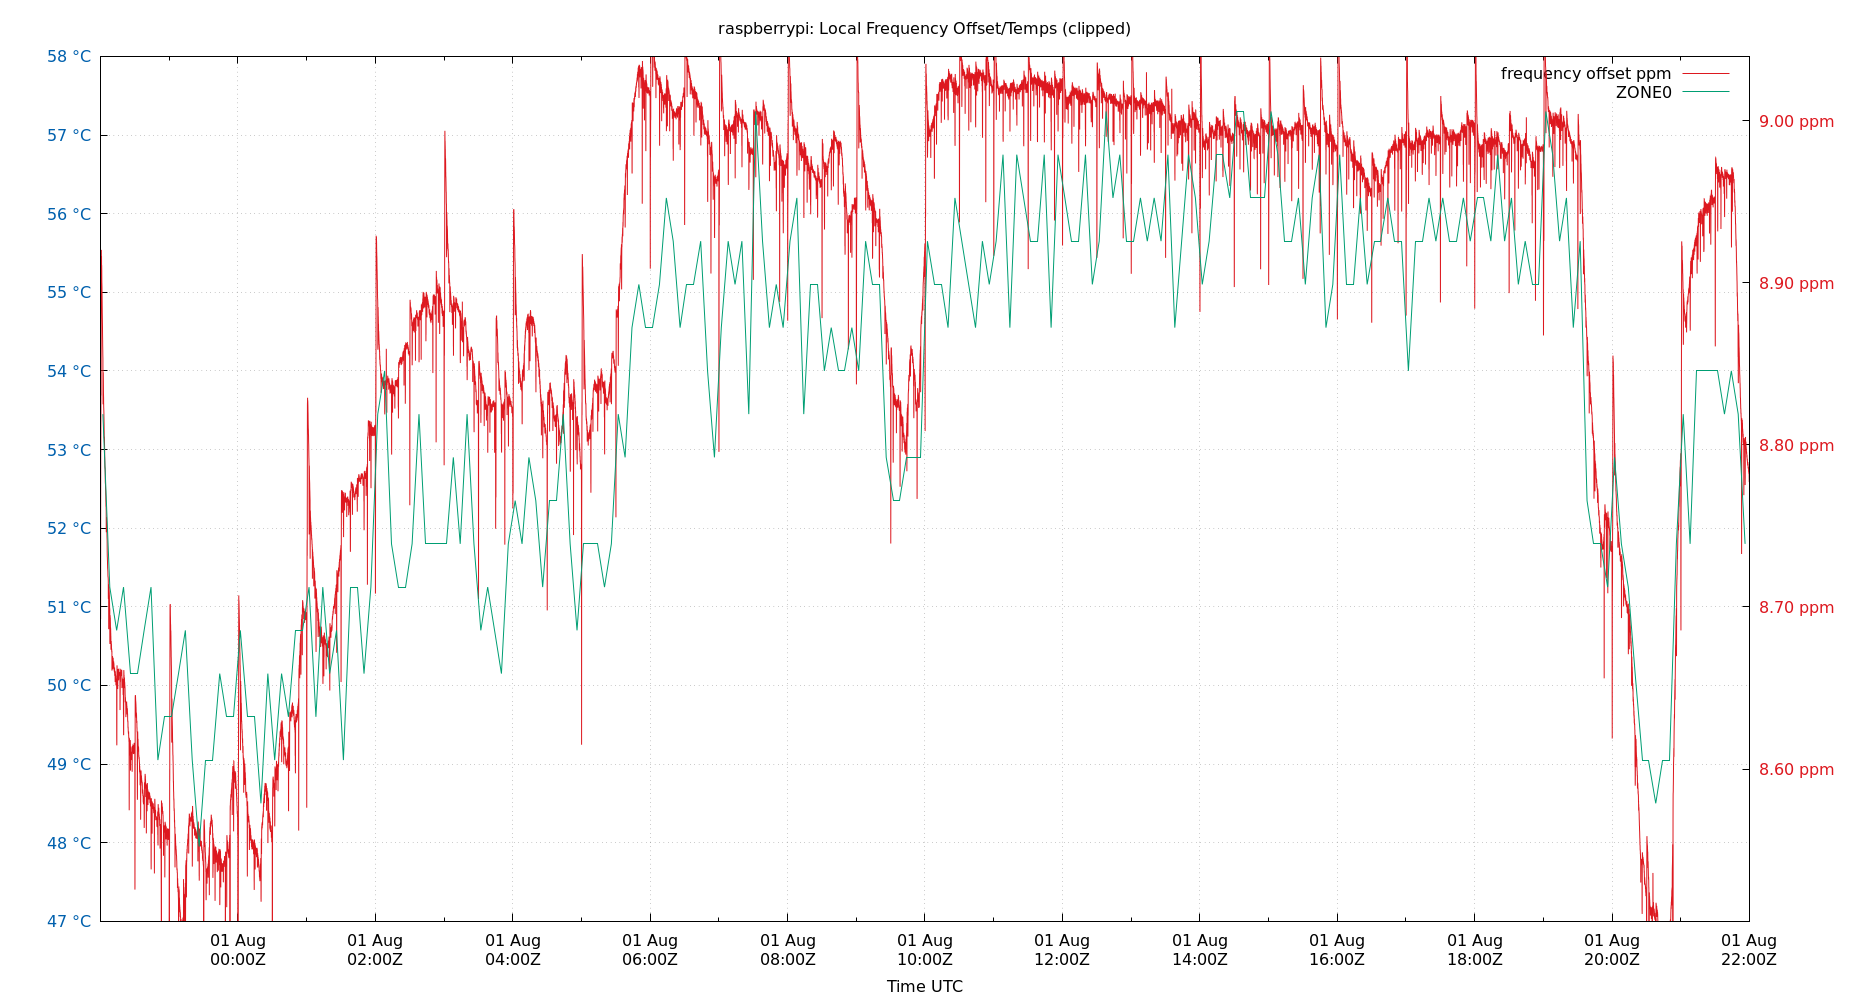 raspberrypi: Local Frequency Offset/Temps (clipped)
58 °C
57 °C
56 °C
55 °C
54 °C
53 °C
52 °C
51 °C
50 °C
49 °C
48 °C
47 °C
frequency offset ppm
ZONE0
9.00 ppm
8.90 ppm
8.80 ppm
8.70 ppm
8.60 ppm
01 Aug 01 Aug 01 Aug 01 Aug 01 Aug 01 Aug 01 Aug 01 Aug 01 Aug 01 Aug 01 Aug 01 Aug
00:00Z 02:00Z 04:00Z 06:00Z 08:00Z 10:00Z 12:00Z 14:00Z 16:00Z 18:00Z 20:00Z 22:00Z
Time UTC